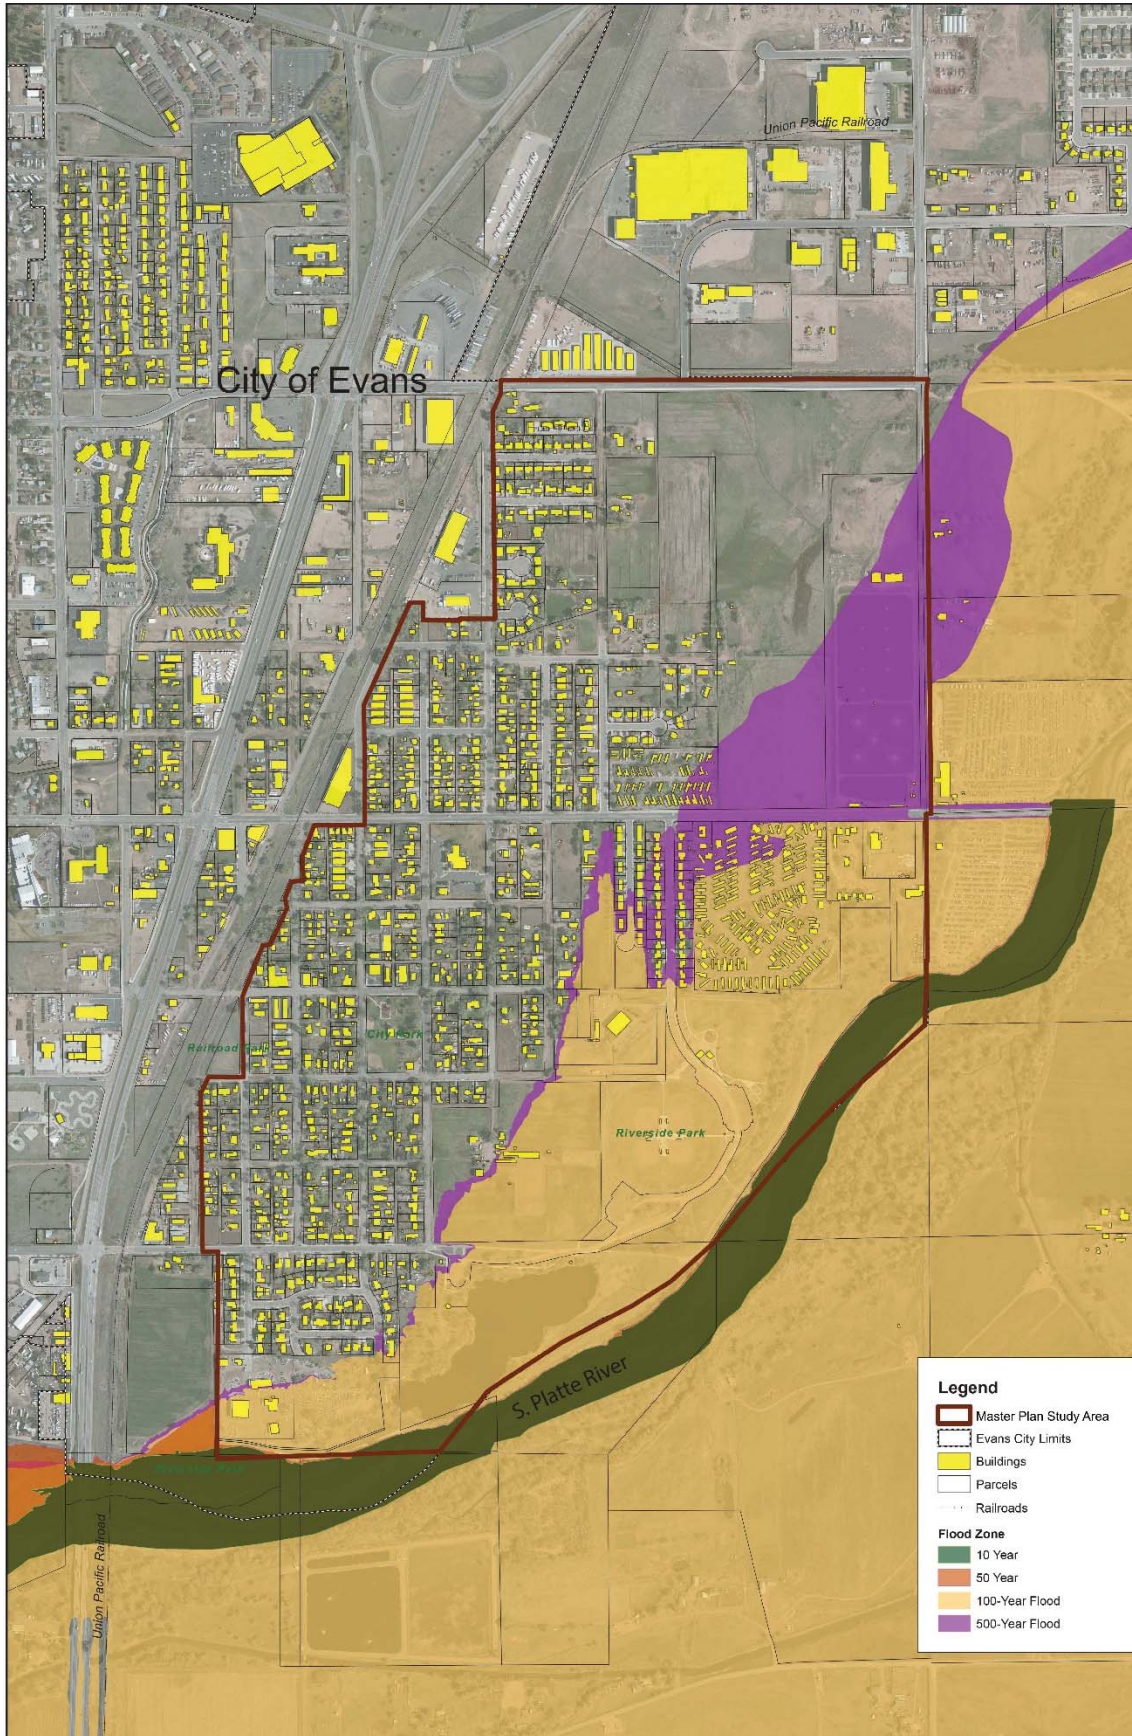 Union Pacific Railroad
City of Evans
City Park
Railroad Park
Riverside Park
S. Platte River
Riverside Park
Union Pacific Railroad
Legend
Master Plan Study Area
Evans City Limits
Buildings
Parcels
Railroads
Flood Zone
10 Year
50 Year
100-Year Flood
500-Year Flood